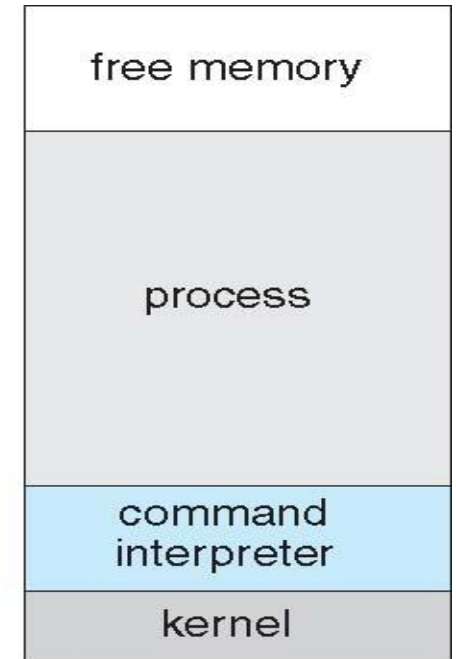 free memory
process
command
interpreter
kernel